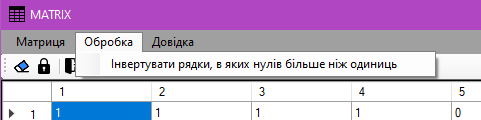 MATRIX
Матриця Обробка Довідка
Інвертувати рядки, в яких нулів більше ніж одиниць
1 2 3 4 5
1 1 1 1 1 0